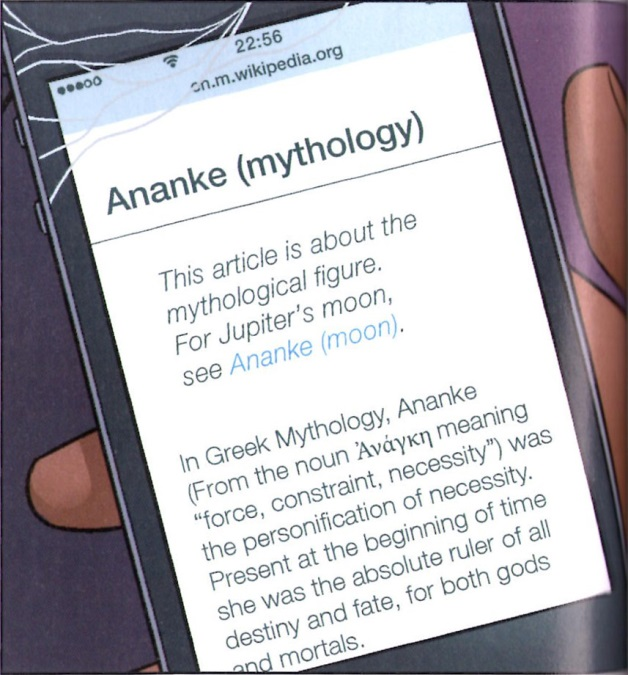 22:56
en.m.wikipedia.org
Ananke (mythology)
This article is about the
mythological figure.
For Jupiter's moon,
see Ananke (moon).
In Greek Mythology, Ananke
(From the noun Ἀνάγκη meaning
“force, constraint, necessity”) was
the personification of necessity.
Present at the beginning of time
she was the absolute ruler of all
destiny and fate, for both gods
and mortals.